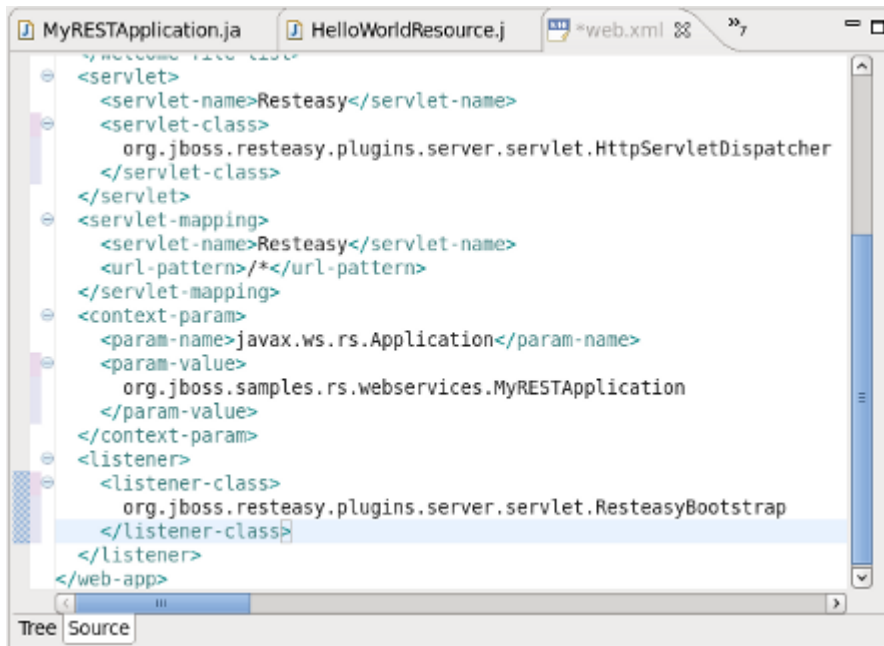 MyRESTApplication.ja HelloWorldResource.j *web.xml »7
</welcome-file-list>
<servlet>
<servlet-name>Resteasy</servlet-name>
<servlet-class>
org.jboss.resteasy.plugins.server.servlet.HttpServletDispatcher
</servlet-class>
</servlet>
<servlet-mapping>
<servlet-name>Resteasy</servlet-name>
<url-pattern>/*</url-pattern>
</servlet-mapping>
<context-param>
<param-name>javax.ws.rs.Application</param-name>
<param-value>
org.jboss.samples.rs.webservices.MyRESTApplication
</param-value>
</context-param>
<listener>
<listener-class>
org.jboss.resteasy.plugins.server.servlet.ResteasyBootstrap
</listener-class>
</listener>
</web-app>
Tree Source